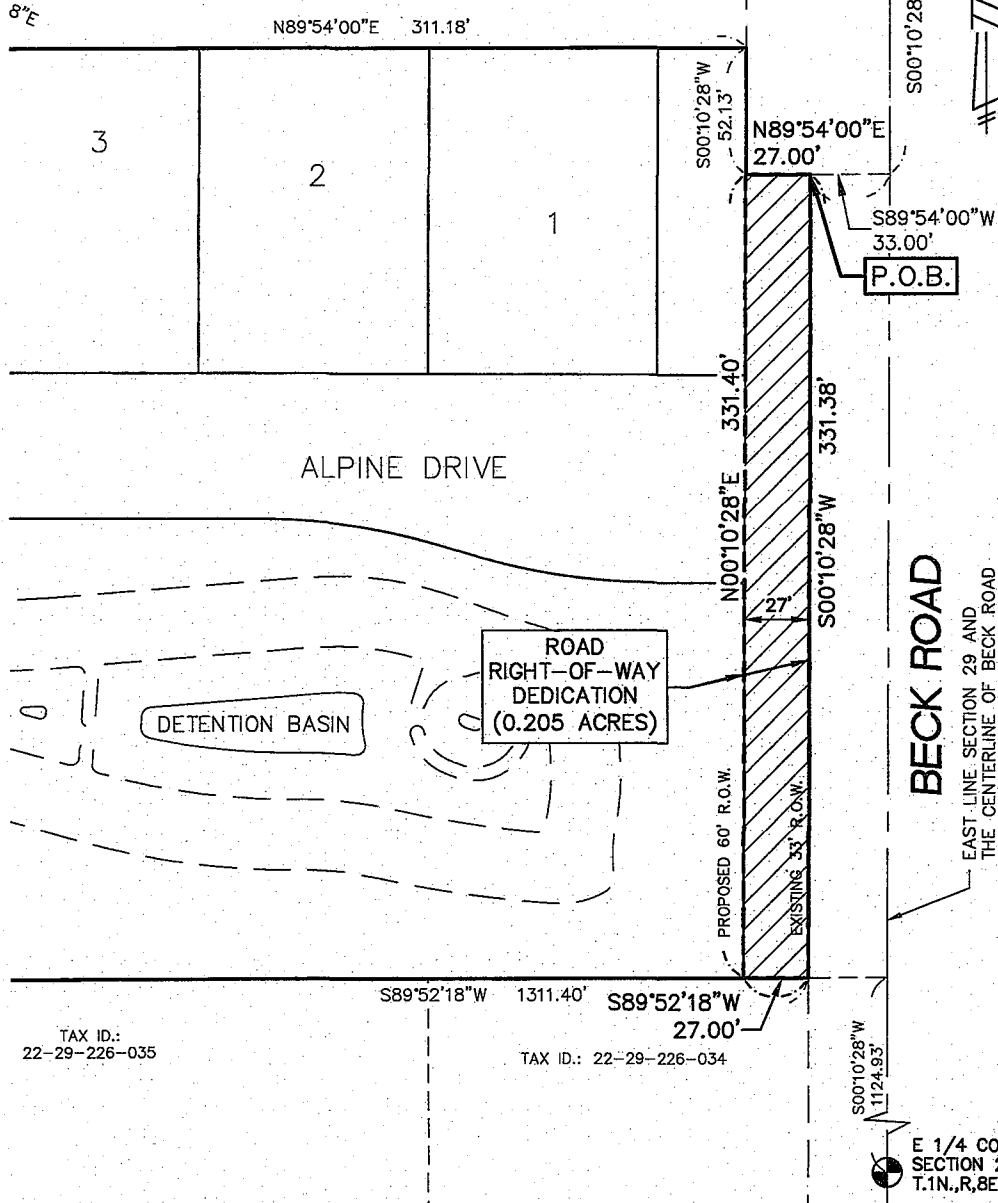 8"E
N89°54'00"E 311.18'
S00°10'28"W
52.13'
S00°10'28
N89°54'00"E
27.00'
S89°54'00"W
33.00'
P.O.B.
3
2
1
331.40'
N00°10'28"E
331.38'
S00°10'28"W
ALPINE DRIVE
27'
ROAD
RIGHT-OF-WAY
DEDICATION
(0.205 ACRES)
DETENTION BASIN
PROPOSED 60' R.O.W.
EXISTING 33' R.O.W.
BECK ROAD
EAST LINE SECTION 29 AND
THE CENTERLINE OF BECK ROAD
S89°52'18"W 1311.40'
S89°52'18"W
27.00'
TAX ID.:
22-29-226-035
TAX ID.: 22-29-226-034
S00°10'28"W
1124.93'
E 1/4 CO
SECTION
T.1N.,R,8E